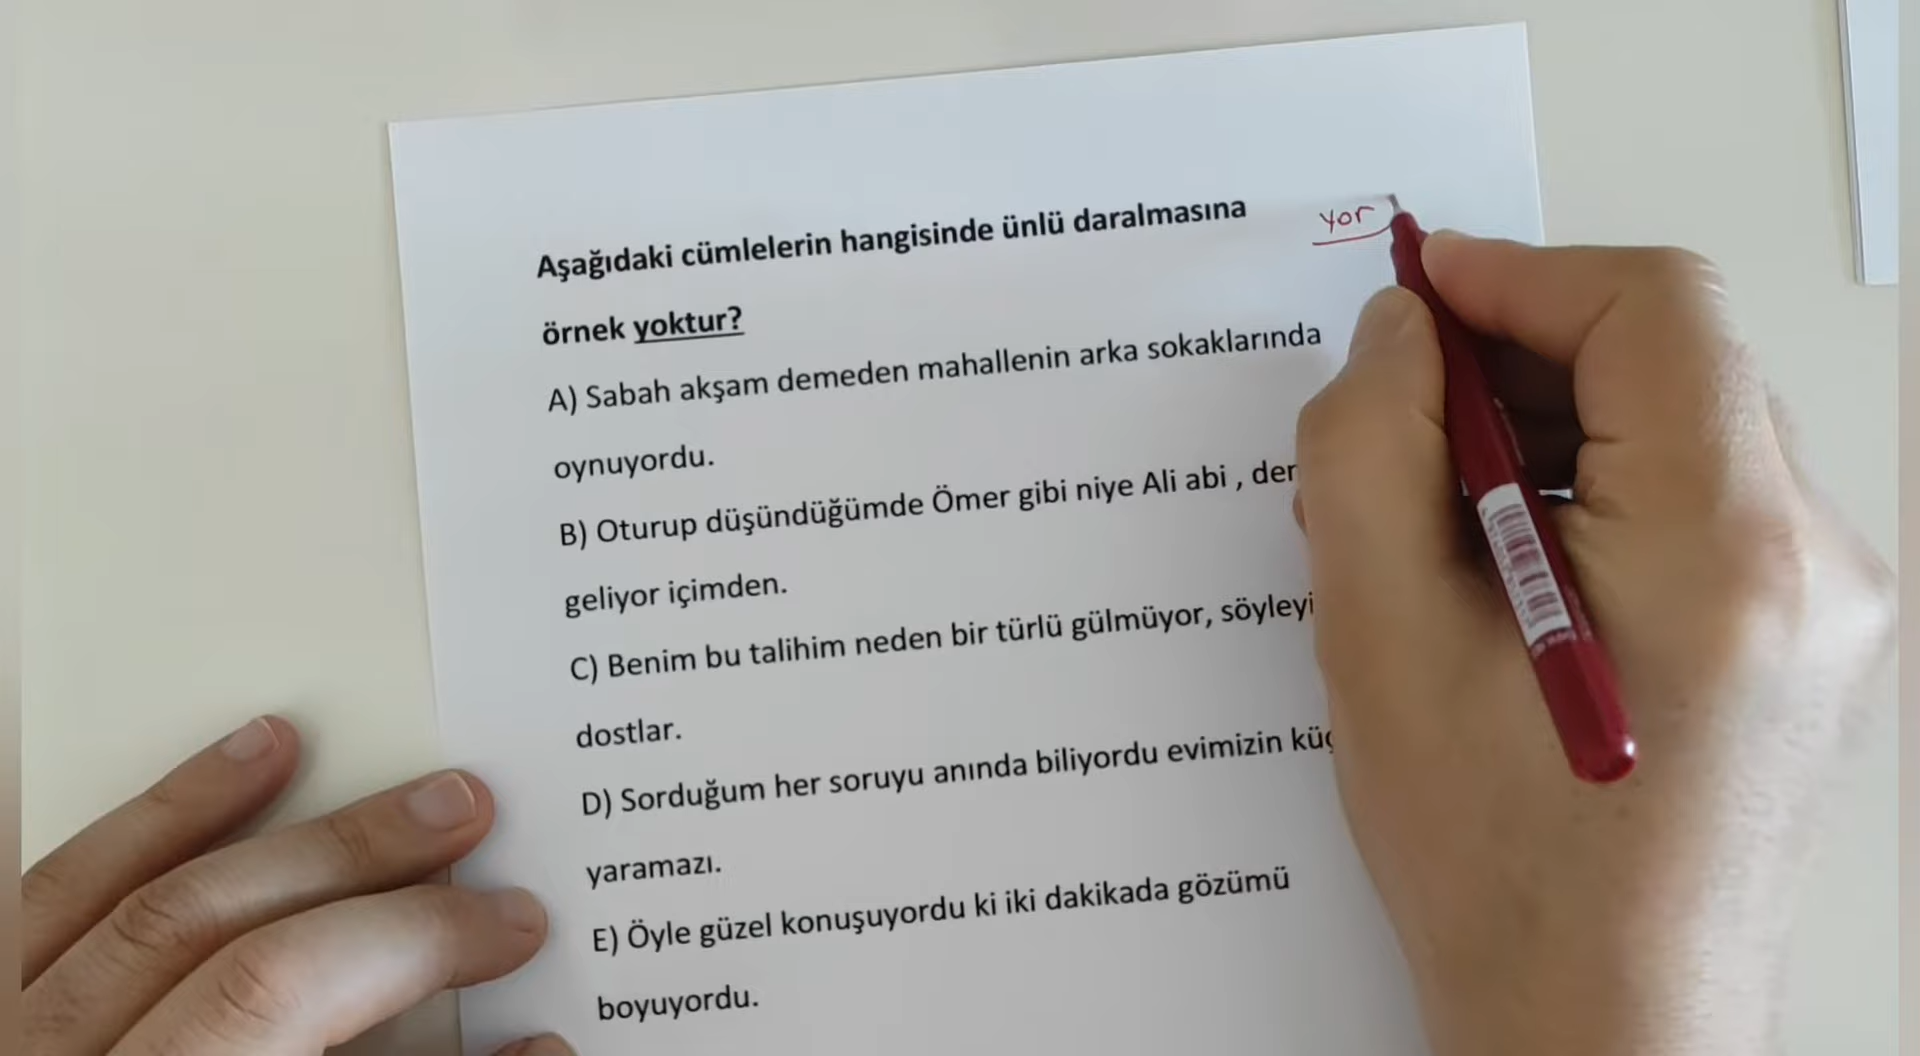 Aşağıdaki cümlelerin hangisinde ünlü daralmasına
yor
örnek yoktur?
A) Sabah akşam demeden mahallenin arka sokaklarında
oynuyordu.
B) Oturup düşündüğümde Ömer gibi niye Ali abi , der
geliyor içimden.
C) Benim bu talihim neden bir türlü gülmüyor, söyleyi
dostlar.
D) Sorduğum her soruyu anında biliyordu evimizin
yaramazı.
E) Öyle güzel konuşuyordu ki iki dakikada gözümü
boyuyordu.